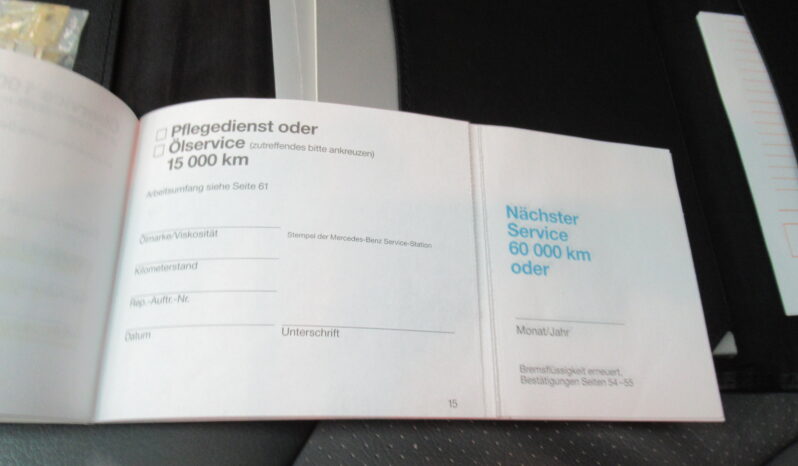 Pflegedienst oder
Ölservice (zutreffendes bitte ankreuzen)
15 000 km
Arbeitsumfang siehe Seite 61
Ölmarke/Viskosität
Stempel der Mercedes-Benz Service-Station
Kilometerstand
Rep.-Auftr.-Nr.
Datum
Unterschrift
15
Nächster
Service
60 000 km
oder
Monat/Jahr
Bremsflüssigkeit erneuert,
Bestätigungen Seiten 54–55